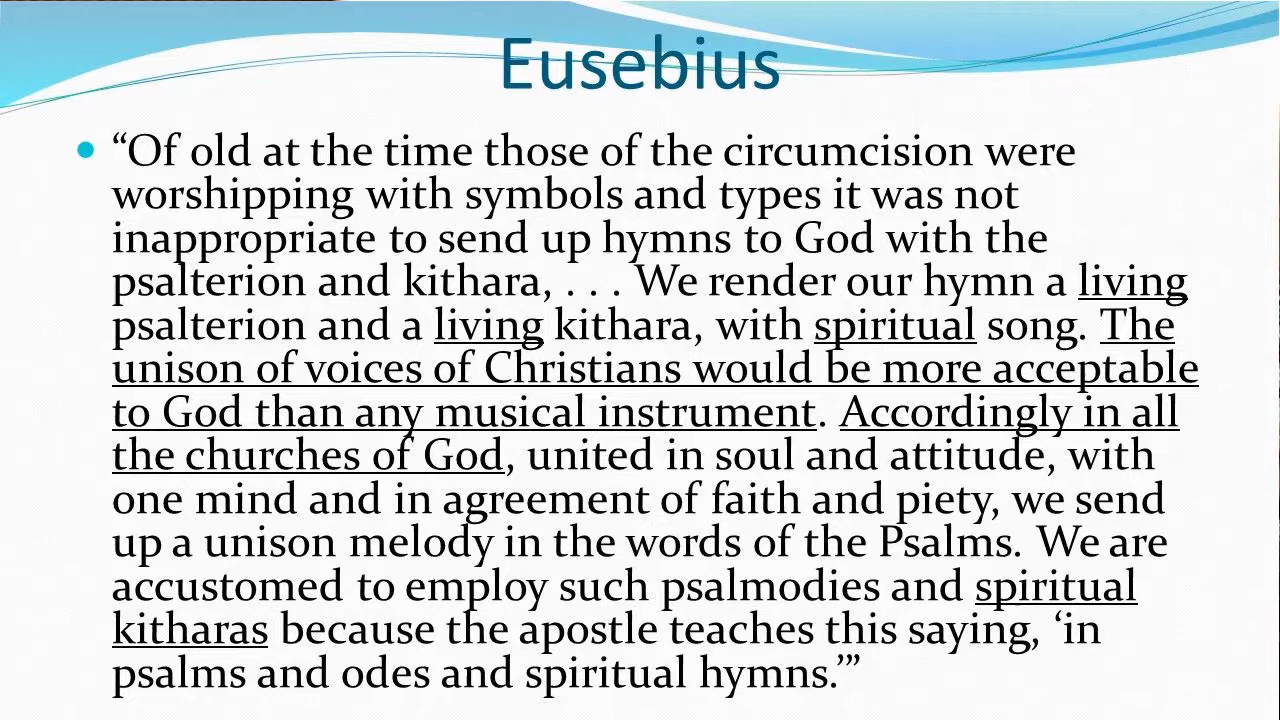 Eusebius
• “Of old at the time those of the circumcision were
worshipping with symbols and types it was not
inappropriate to send up hymns to God with the
psalterion and kithara, . . . We render our hymn a living
psalterion and a living kithara, with spiritual song. The
unison of voices of Christians would be more acceptable
to God than any musical instrument. Accordingly in all
the churches of God, united in soul and attitude, with
one mind and in agreement of faith and piety, we send
up a unison melody in the words of the Psalms. We are
accustomed to employ such psalmodies and spiritual
kitharas because the apostle teaches this saying, ‘in
psalms and odes and spiritual hymns.’”